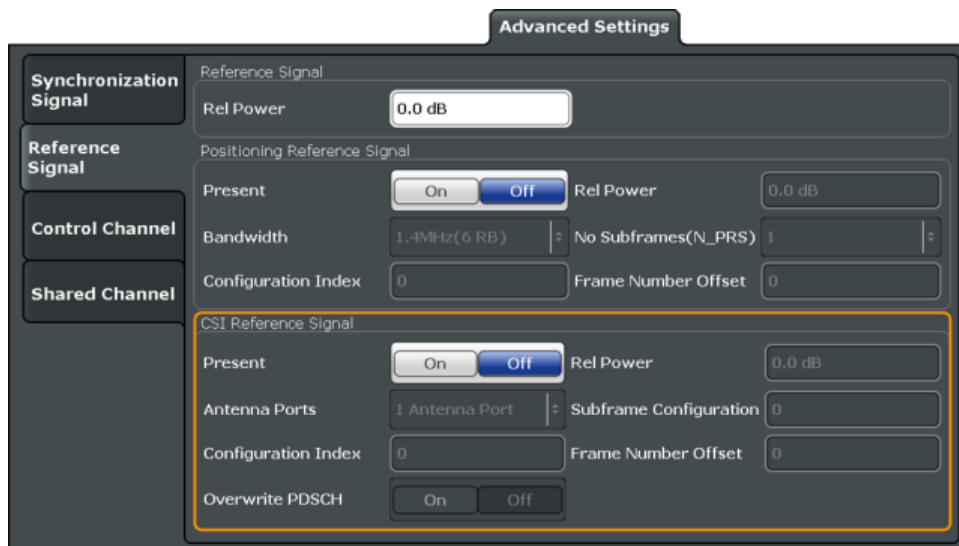 Advanced Settings
Synchronization
Signal
Reference
Signal
Control Channel
Shared Channel
Reference Signal
Rel Power 0.0 dB
Positioning Reference Signal
Present On Off Rel Power 0.0 dB
Bandwidth 1.4MHz(6 RB) No Subframes(N_PRS) 1
Configuration Index 0 Frame Number Offset 0
CSI Reference Signal
Present On Off Rel Power 0.0 dB
Antenna Ports 1 Antenna Port Subframe Configuration 0
Configuration Index 0 Frame Number Offset 0
Overwrite PDSCH On Off